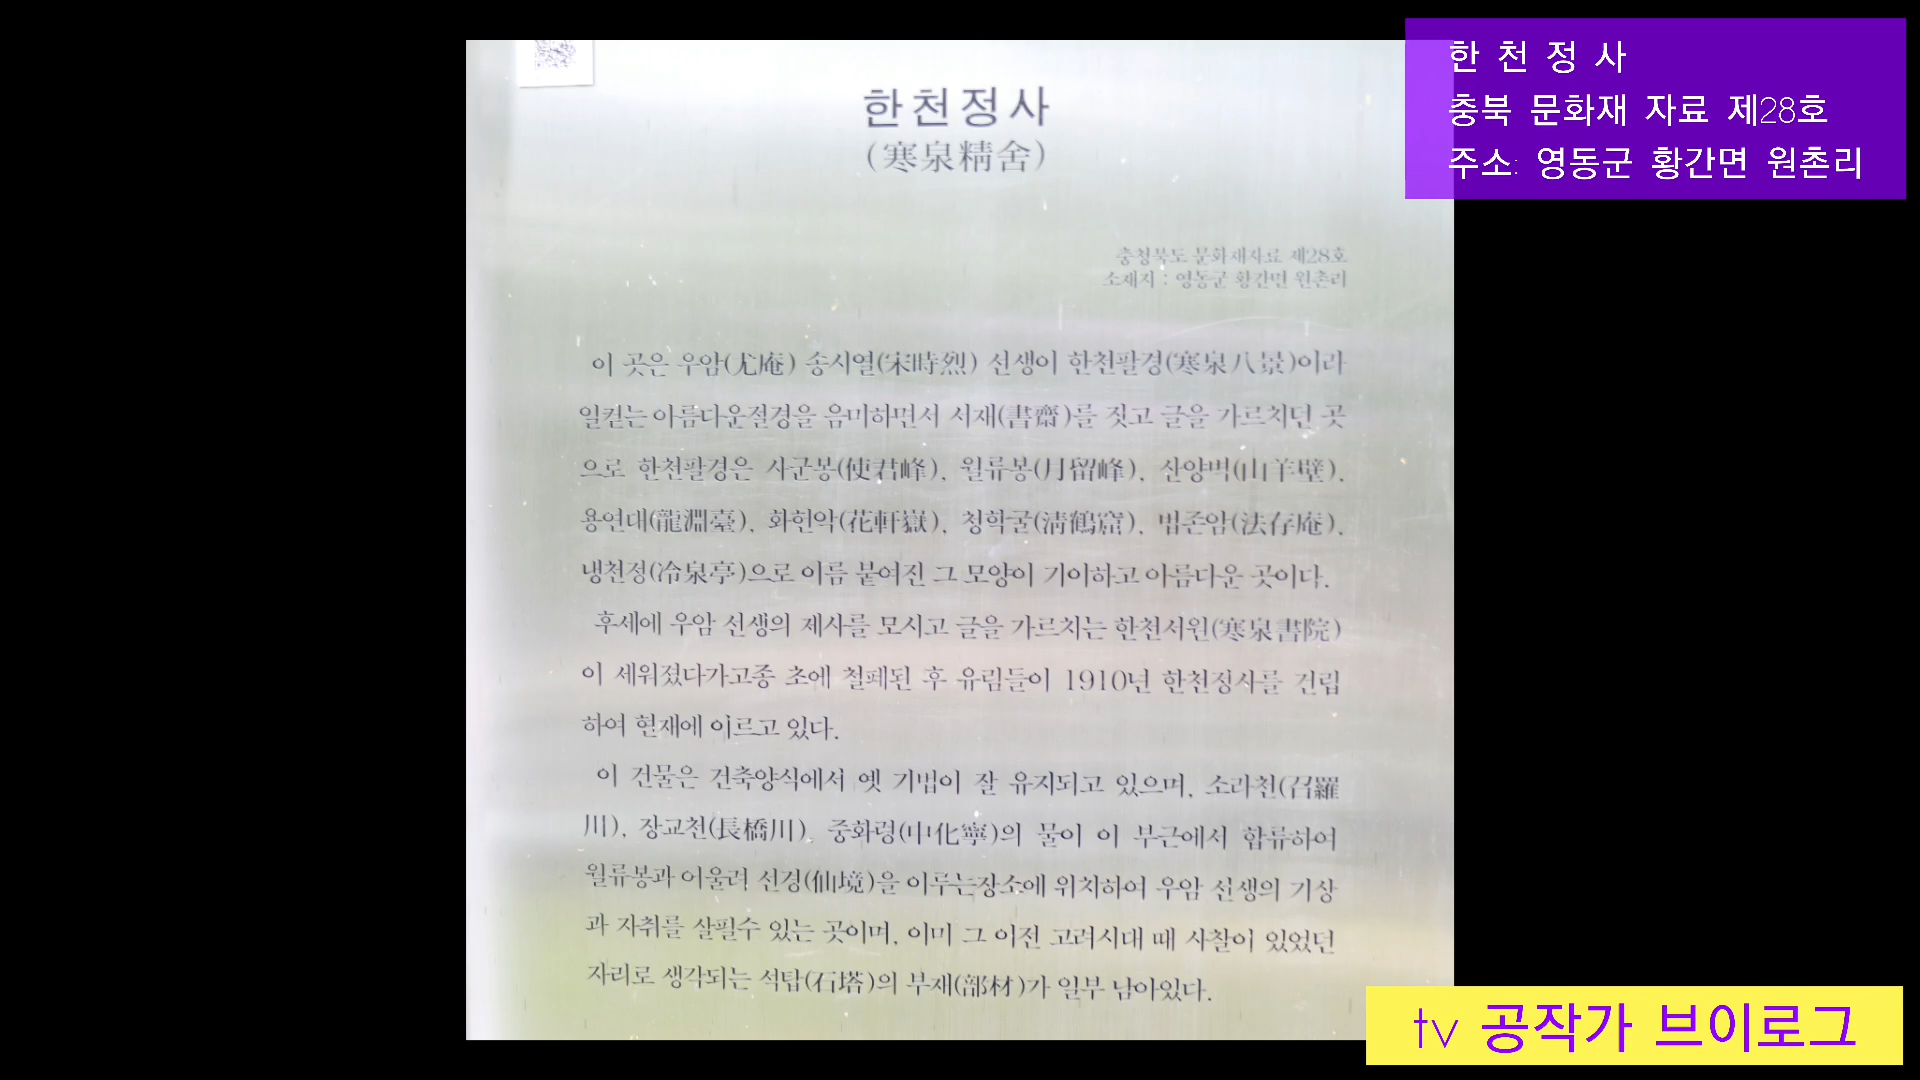 한천정사
(寒泉精舍)
충청북도 문화재자료 제28호
소재지 : 영동군 황간면 원촌리
이 곳은 우암(尤庵) 송시열(宋時烈) 선생이 한천팔경(寒泉八景)이라
일컫는 아름다운절경을 음미하면서 서재(書齋)를 짓고 글을 가르치던 곳
으로 한천팔경은 사군봉(使君峰), 월류봉(月留峰), 산양벽(山羊壁),
용연대(龍淵臺), 화헌악(花軒嶽), 청학굴(淸鶴窟), 법존암(法存庵),
냉천정(冷泉亭)으로 이름 붙여진 그 모양이 기이하고 아름다운 곳이다.
후세에 우암 선생의 제사를 모시고 글을 가르치는 한천서원(寒泉書院)
이 세워졌다가고종 초에 철폐된 후 유림들이 1910년 한천정사를 건립
하여 현재에 이르고 있다.
이 건물은 건축양식에서 옛 기법이 잘 유지되고 있으며, 소라천(召羅
川), 장교천(長橋川), 중화령(中化寧)의 물이 이 부근에서 합류하여
월류봉과 어울려 선경(仙境)을 이루는장소에 위치하여 우암 선생의 기상
과 자취를 살필수 있는 곳이며, 이미 그 이전 고려시대 때 사찰이 있었던
자리로 생각되는 석탑(石塔)의 부재(部材)가 일부 남아있다.
한 천 정 사
충북 문화재 자료 제28호
주소: 영동군 황간면 원촌리
tv 공작가 브이로그